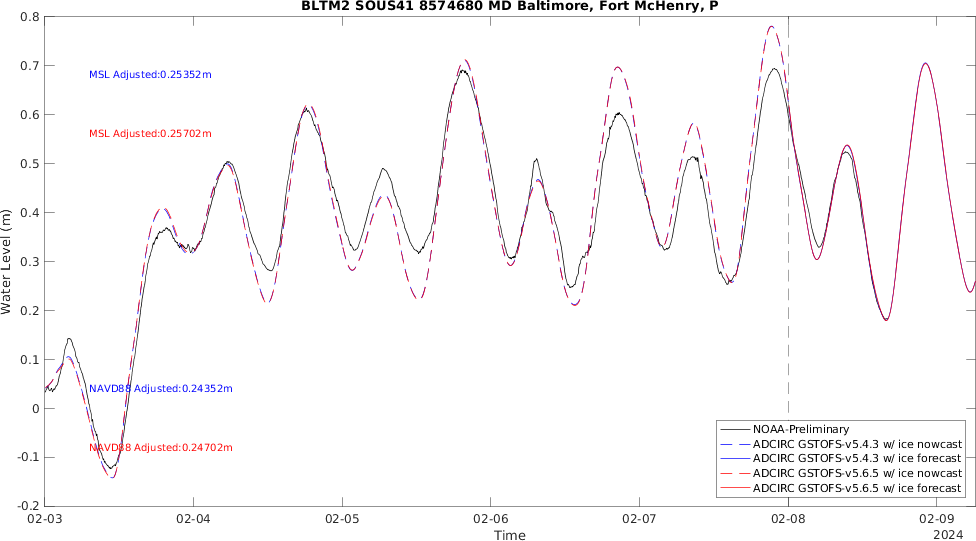 BLTM2 SOUS41 8574680 MD Baltimore, Fort McHenry, P
0.8
0.7
0.6
0.5
0.4
0.3
0.2
0.1
0
-0.1
-0.2
Water Level (m)
MSL Adjusted:0.25352m
MSL Adjusted:0.25702m
NAVD88 Adjusted:0.24352m
NAVD88 Adjusted:0.24702m
NOAA-Preliminary
ADCIRC GSTOFS-v5.4.3 w/ ice nowcast
ADCIRC GSTOFS-v5.4.3 w/ ice forecast
ADCIRC GSTOFS-v5.6.5 w/ ice nowcast
ADCIRC GSTOFS-v5.6.5 w/ ice forecast
02-03 02-04 02-05 02-06 02-07 02-08 02-09
Time
2024